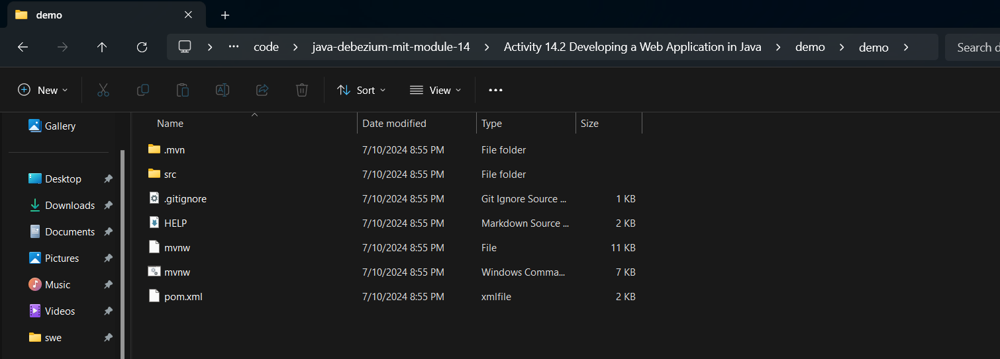 demo
code java-debezium-mit-module-14 Activity 14.2 Developing a Web Application in Java demo demo Search d
New Sort View
Gallery
Desktop
Downloads
Documents
Pictures
Music
Videos
swe
Name Date modified Type Size
.mvn 7/10/2024 8:55 PM File folder
src 7/10/2024 8:55 PM File folder
.gitignore 7/10/2024 8:55 PM Git Ignore Source ... 1 KB
HELP 7/10/2024 8:55 PM Markdown Source ... 2 KB
mvnw 7/10/2024 8:55 PM File 11 KB
mvnw 7/10/2024 8:55 PM Windows Comma... 7 KB
pom.xml 7/10/2024 8:55 PM xmlfile 2 KB